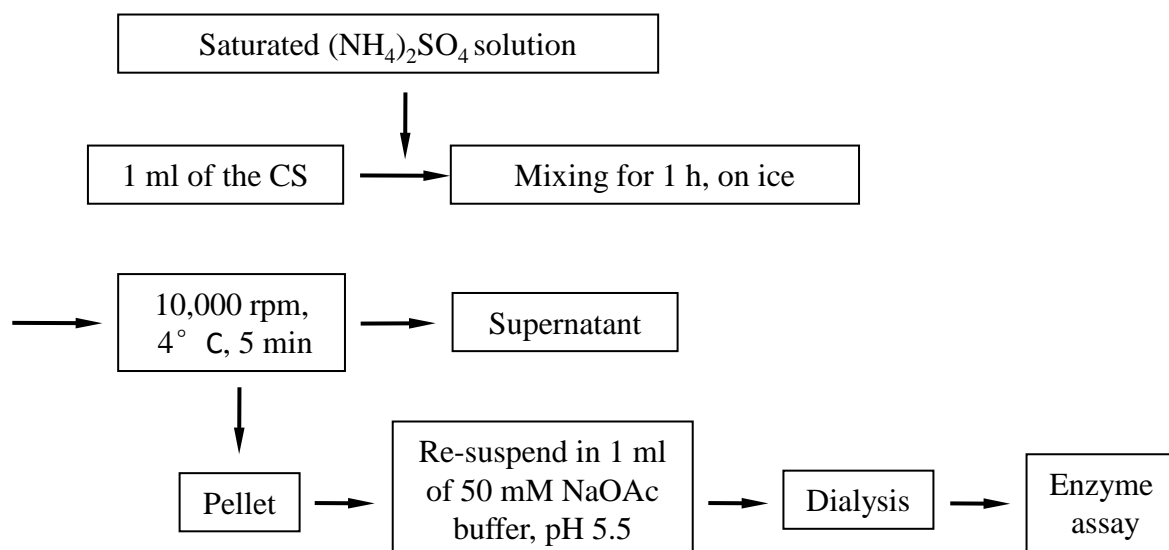 Saturated (NH₄)₂SO₄ solution
1 ml of the CS
Mixing for 1 h, on ice
10,000 rpm,
4° C, 5 min
Supernatant
Pellet
Re-suspend in 1 ml
of 50 mM NaOAc
buffer, pH 5.5
Dialysis
Enzyme
assay